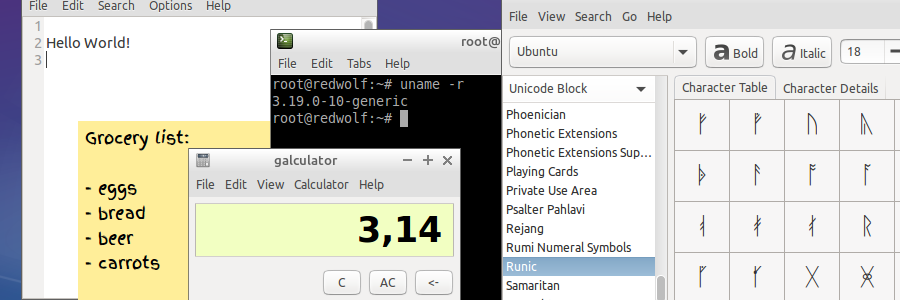 File Edit Search Options Help
1
2 Hello World!
3
Grocery list:
- eggs
- bread
- beer
- carrots
root@
File Edit Tabs Help
root@redwolf:~# uname -r
3.19.0-10-generic
root@redwolf:~#
galculator
File Edit View Calculator Help
3,14
C AC <-
File View Search Go Help
Ubuntu
a Bold
a Italic
18
Unicode Block
Phoenician
Phonetic Extensions
Phonetic Extensions Sup...
Playing Cards
Private Use Area
Psalter Pahlavi
Rejang
Rumi Numeral Symbols
Runic
Samaritan
Character Table
Character Details
ᚠ ᚡ ᚢ ᚣ
ᚤ ᚥ ᚦ ᚧ
ᚨ ᚩ ᚪ ᚱ
ᚴ ᚵ ᚷ ᚸ